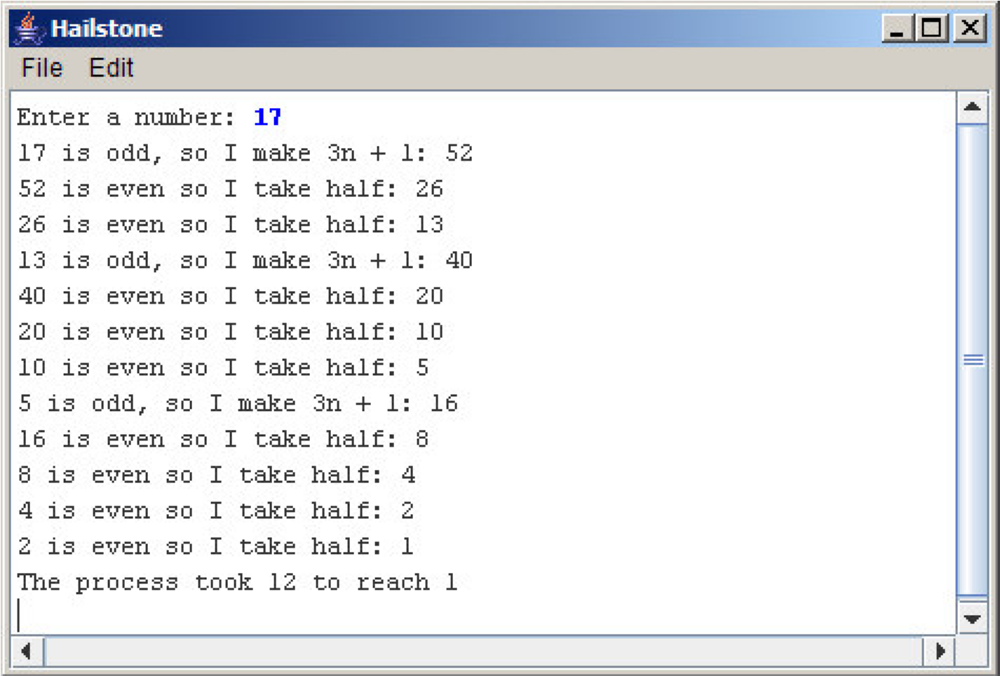 Hailstone
File Edit
Enter a number: 17
17 is odd, so I make 3n + 1: 52
52 is even so I take half: 26
26 is even so I take half: 13
13 is odd, so I make 3n + 1: 40
40 is even so I take half: 20
20 is even so I take half: 10
10 is even so I take half: 5
5 is odd, so I make 3n + 1: 16
16 is even so I take half: 8
8 is even so I take half: 4
4 is even so I take half: 2
2 is even so I take half: 1
The process took 12 to reach 1